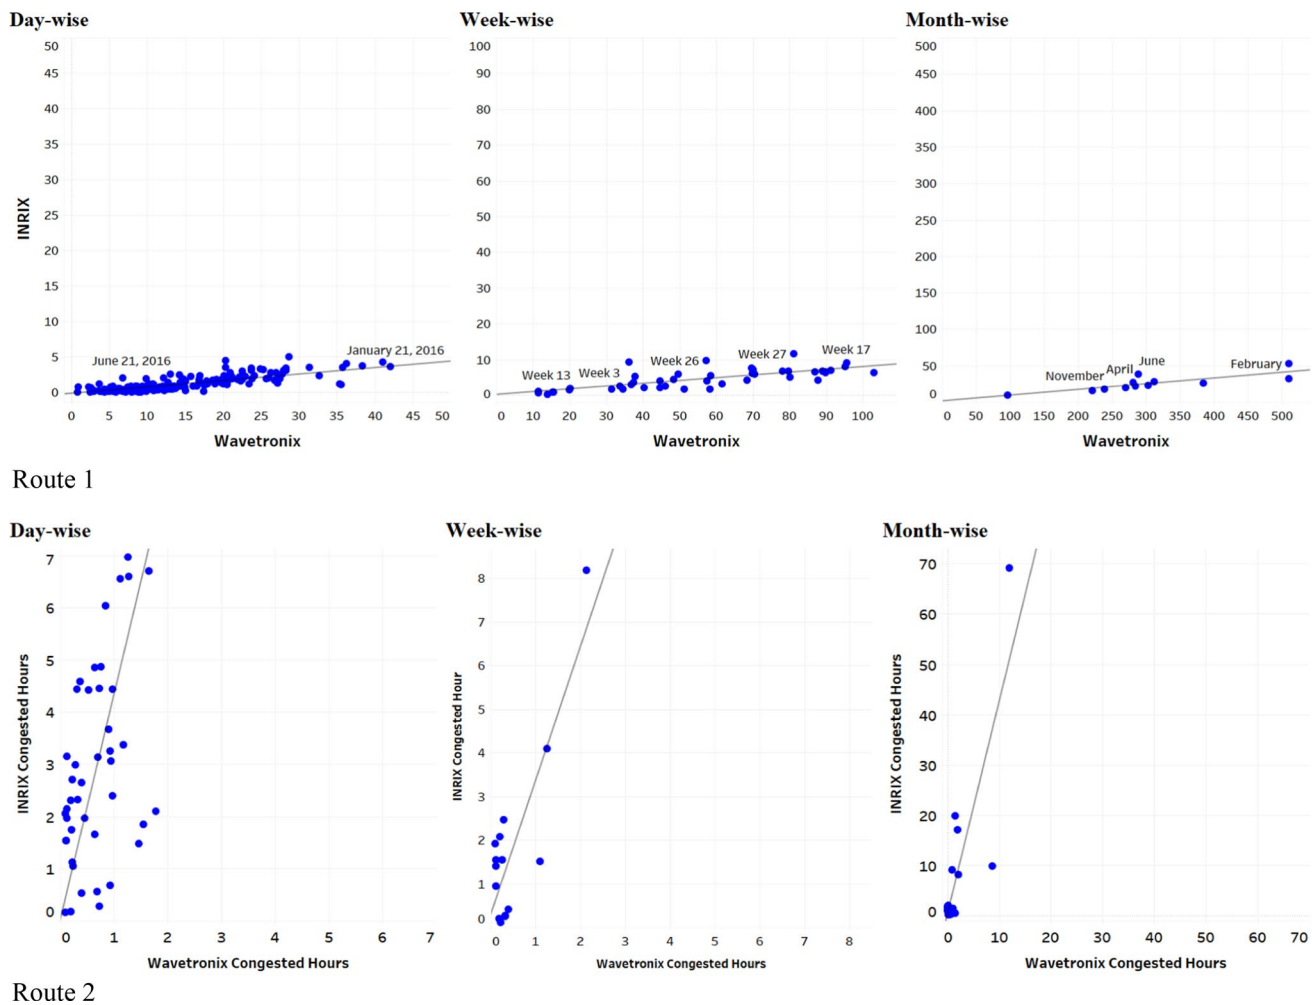 Day-wise Week-wise Month-wise
50 100 500
45 90 450
40 80 400
35 70 350
30 60 300
25 50 250
20 40 200
15 30 150
10 20 100
5 10 50
0 0 0
INRIX
June 21, 2016 January 21, 2016
Week 13 Week 3 Week 26 Week 27 Week 17
November April June February
0 5 10 15 20 25 30 35 40 45 50
0 10 20 30 40 50 60 70 80 90 100
0 50 100 150 200 250 300 350 400 450 500
Wavetronix Wavetronix Wavetronix
Route 1
Day-wise Week-wise Month-wise
7
6
5
4
3
2
1
0
INRIX Congested Hours
0 1 2 3 4 5 6 7
Wavetronix Congested Hours
8
7
6
5
4
3
2
1
0
INRIX Congested Hour
0 1 2 3 4 5 6 7 8
Wavetronix Congested Hours
70
60
50
40
30
20
10
0
INRIX Congested Hours
0 10 20 30 40 50 60 70
Wavetronix Congested Hours
Route 2